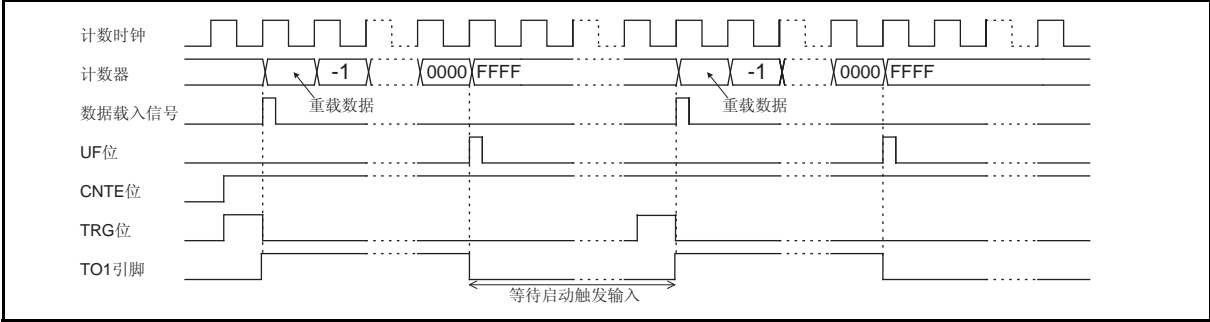 计数时钟
计数器 -1 0000 FFFF -1 0000 FFFF
重载数据 重载数据
数据载入信号
UF位
CNTE位
TRG位
TO1引脚
等待启动触发输入